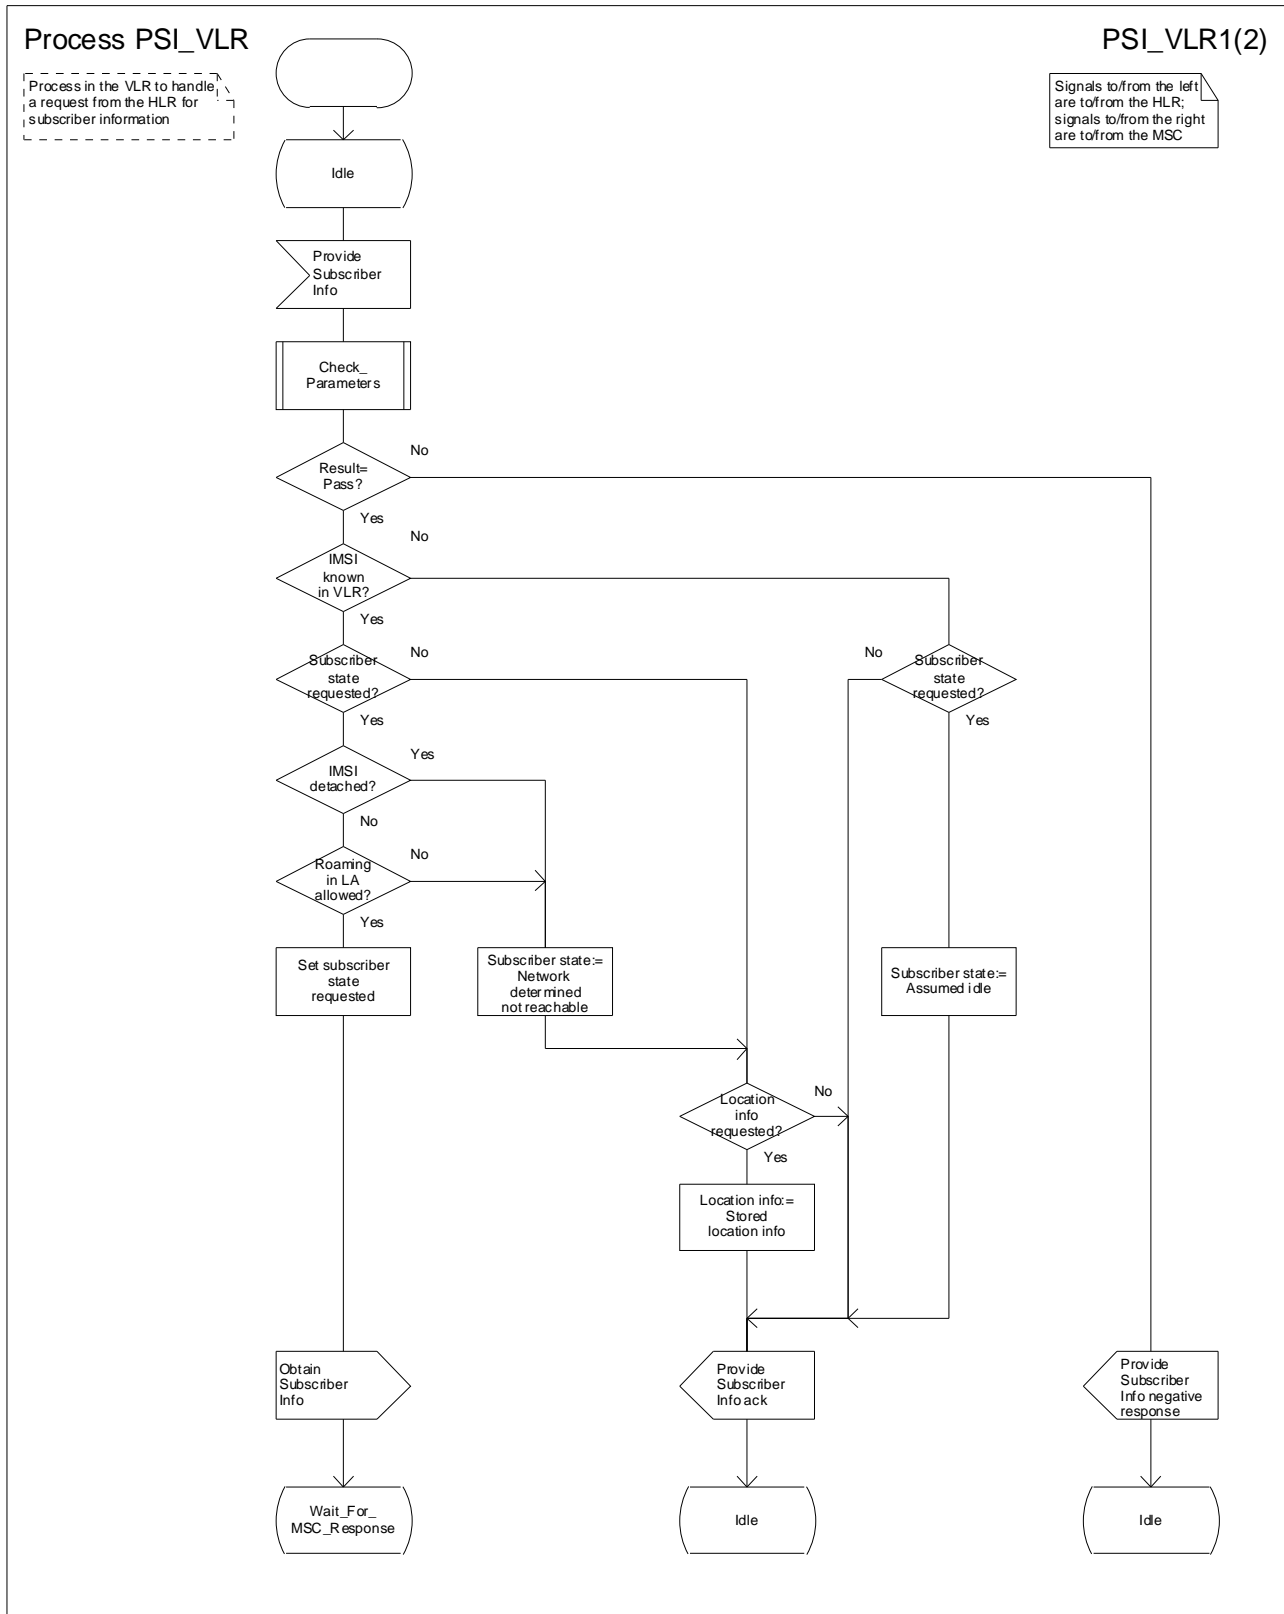 Process PSI_VLR
PSI_VLR1(2)
Process in the VLR to handle
a request from the HLR for
subscriber information
Signals to/from the left
are to/from the HLR;
signals to/from the right
are to/from the MSC
Idle
Provide
Subscriber
Info
Check_
Parameters
No
Result=
Pass?
Yes
No
IMSI
known
in VLR?
Yes
No
Subscriber
state
requested?
Yes
No
Subscriber
state
requested?
Yes
Yes
IMSI
detached?
No
No
Roaming
in LA
allowed?
Yes
Set subscriber
state
requested
Subscriber state:=
Network
determined
not reachable
Subscriber state:=
Assumed idle
No
Location
info
requested?
Yes
Location info:=
Stored
location info
Obtain
Subscriber
Info
Provide
Subscriber
Info ack
Provide
Subscriber
Info negative
response
Wait_For_
MSC_Response
Idle
Idle